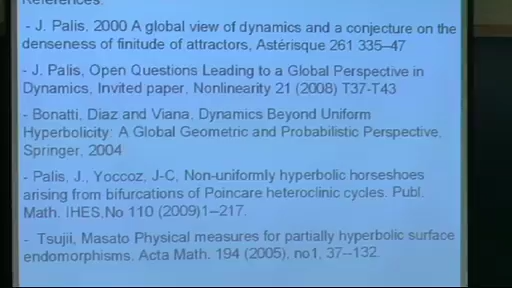 References:
- J. Palis, 2000 A global view of dynamics and a conjecture on the
denseness of finitude of attractors, Astérisque 261 335–47
- J. Palis, Open Questions Leading to a Global Perspective in
Dynamics, Invited paper, Nonlinearity 21 (2008) T37-T43
- Bonatti, Diaz and Viana, Dynamics Beyond Uniform
Hyperbolicity: A Global Geometric and Probabilistic Perspective,
Springer, 2004
- Palis, J., Yoccoz, J-C, Non-uniformly hyperbolic horseshoes
arising from bifurcations of Poincare heteroclinic cycles. Publ.
Math. IHES,No 110 (2009)1--217.
- Tsujii, Masato Physical measures for partially hyperbolic surface
endomorphisms. Acta Math. 194 (2005), no1, 37--132.